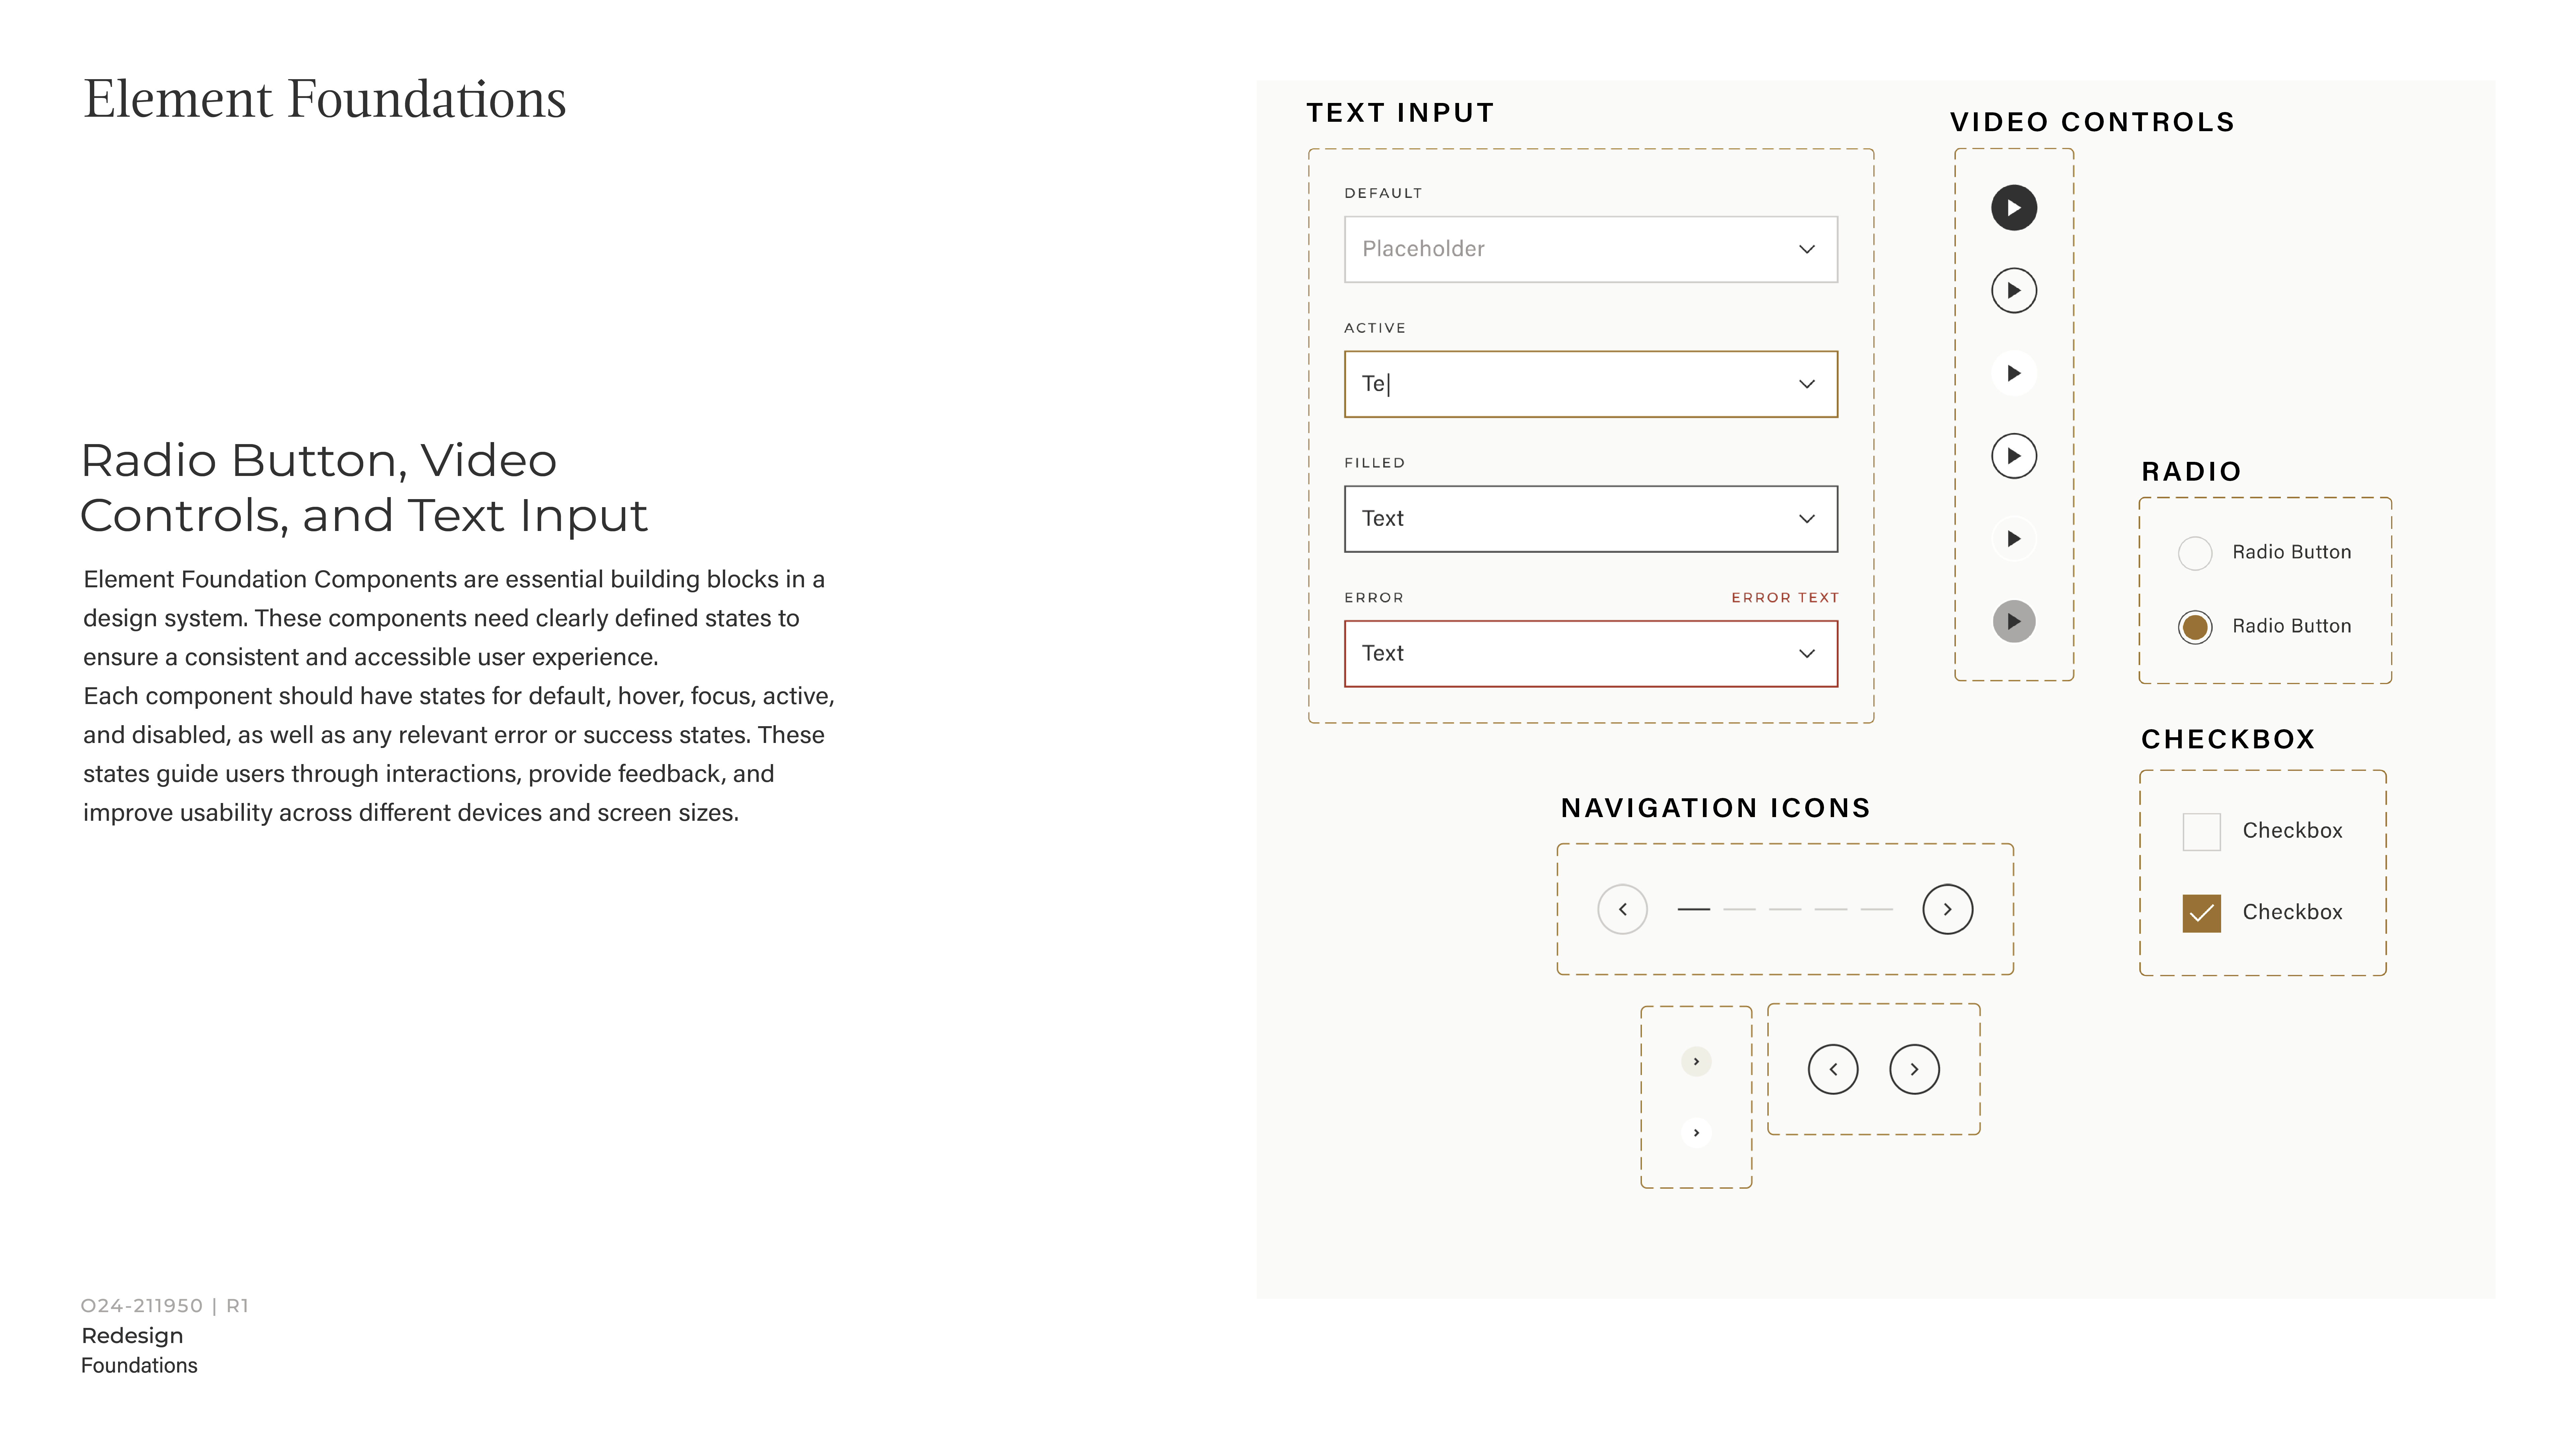 Element Foundations
Radio Button, Video
Controls, and Text Input
Element Foundation Components are essential building blocks in a
design system. These components need clearly defined states to
ensure a consistent and accessible user experience.
Each component should have states for default, hover, focus, active,
and disabled, as well as any relevant error or success states. These
states guide users through interactions, provide feedback, and
improve usability across different devices and screen sizes.
O24-211950 | R1
Redesign
Foundations
TEXT INPUT
DEFAULT
Placeholder
ACTIVE
Te|
FILLED
Text
ERROR
ERROR TEXT
Text
VIDEO CONTROLS
RADIO
Radio Button
Radio Button
CHECKBOX
Checkbox
Checkbox
NAVIGATION ICONS